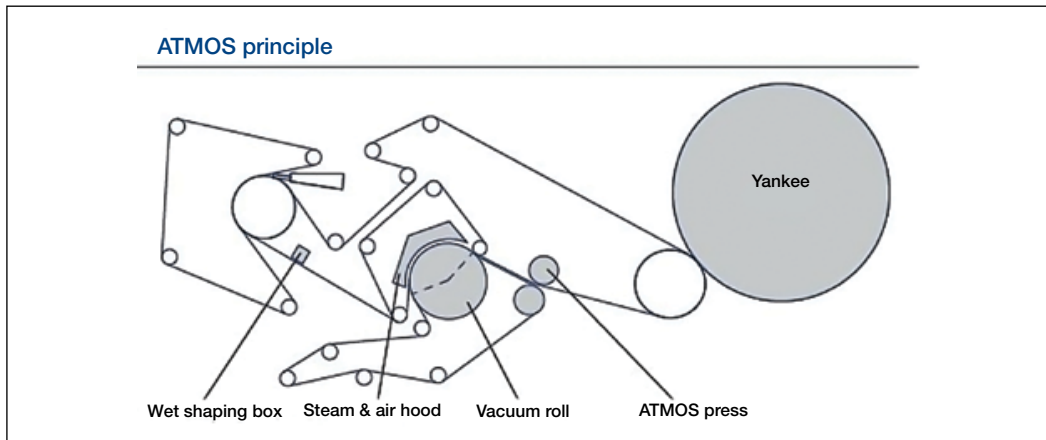 ATMOS principle
Yankee
Wet shaping box
Steam & air hood
Vacuum roll
ATMOS press